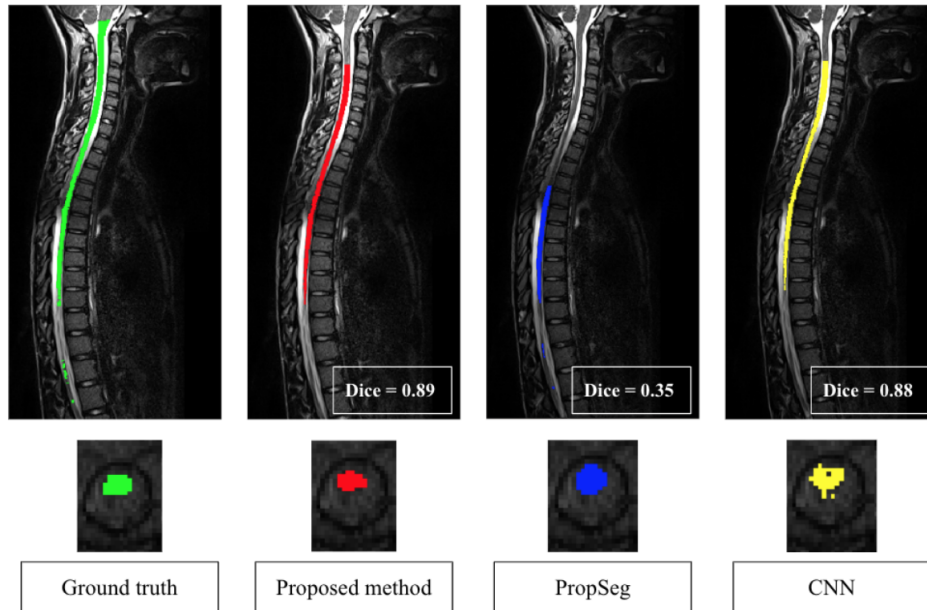 Dice = 0.89
Dice = 0.35
Dice = 0.88
Ground truth
Proposed method
PropSeg
CNN